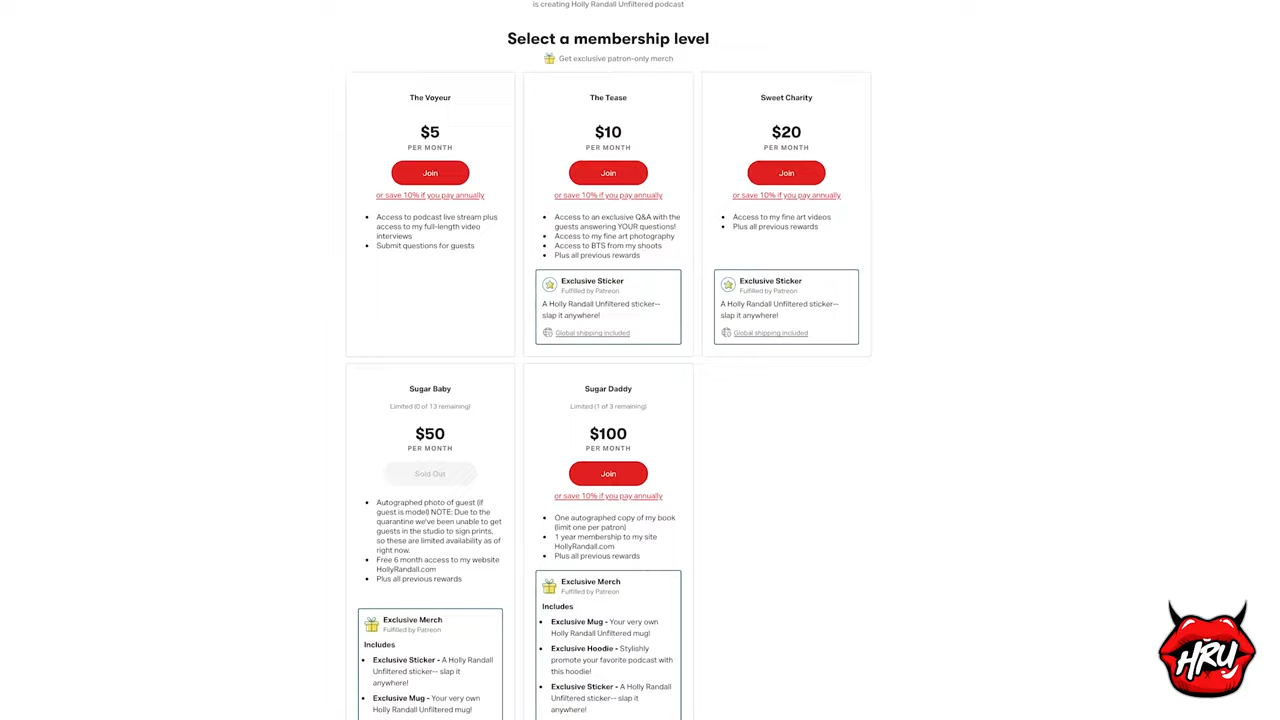 is creating Holly Randall Unfiltered podcast
Select a membership level
Get exclusive patron-only merch
The Voyeur
$5
PER MONTH
Join
or save 10% if you pay annually
Access to podcast live stream plus
access to my full-length video
interviews
Submit questions for guests
The Tease
$10
PER MONTH
Join
or save 10% if you pay annually
Access to an exclusive Q&A with the
guests answering YOUR questions!
Access to my fine art photography
Access to BTS from my shoots
Plus all previous rewards
Exclusive Sticker
Fulfilled by Patreon
A Holly Randall Unfiltered sticker--
slap it anywhere!
Global shipping included
Sweet Charity
$20
PER MONTH
Join
or save 10% if you pay annually
Access to my fine art videos
Plus all previous rewards
Exclusive Sticker
Fulfilled by Patreon
A Holly Randall Unfiltered sticker--
slap it anywhere!
Global shipping included
Sugar Baby
Limited (0 of 13 remaining)
$50
PER MONTH
Sold Out
Autographed photo of guest (if
guest is model) NOTE: Due to the
quarantine we've been unable to get
guests in the studio to sign prints,
so these are limited availability as of
right now.
Free 6 month access to my website
HollyRandall.com
Plus all previous rewards
Exclusive Merch
Fulfilled by Patreon
Includes
Exclusive Sticker - A Holly Randall
Unfiltered sticker-- slap it
anywhere!
Exclusive Mug - Your very own
Holly Randall Unfiltered mug!
Sugar Daddy
Limited (1 of 3 remaining)
$100
PER MONTH
Join
or save 10% if you pay annually
One autographed copy of my book
(limit one per patron)
1 year membership to my site
HollyRandall.com
Plus all previous rewards
Exclusive Merch
Fulfilled by Patreon
Includes
Exclusive Mug - Your very own
Holly Randall Unfiltered mug!
Exclusive Hoodie - Stylishly
promote your favorite podcast with
this hoodie!
Exclusive Sticker - A Holly Randall
Unfiltered sticker-- slap it
anywhere!
HRU